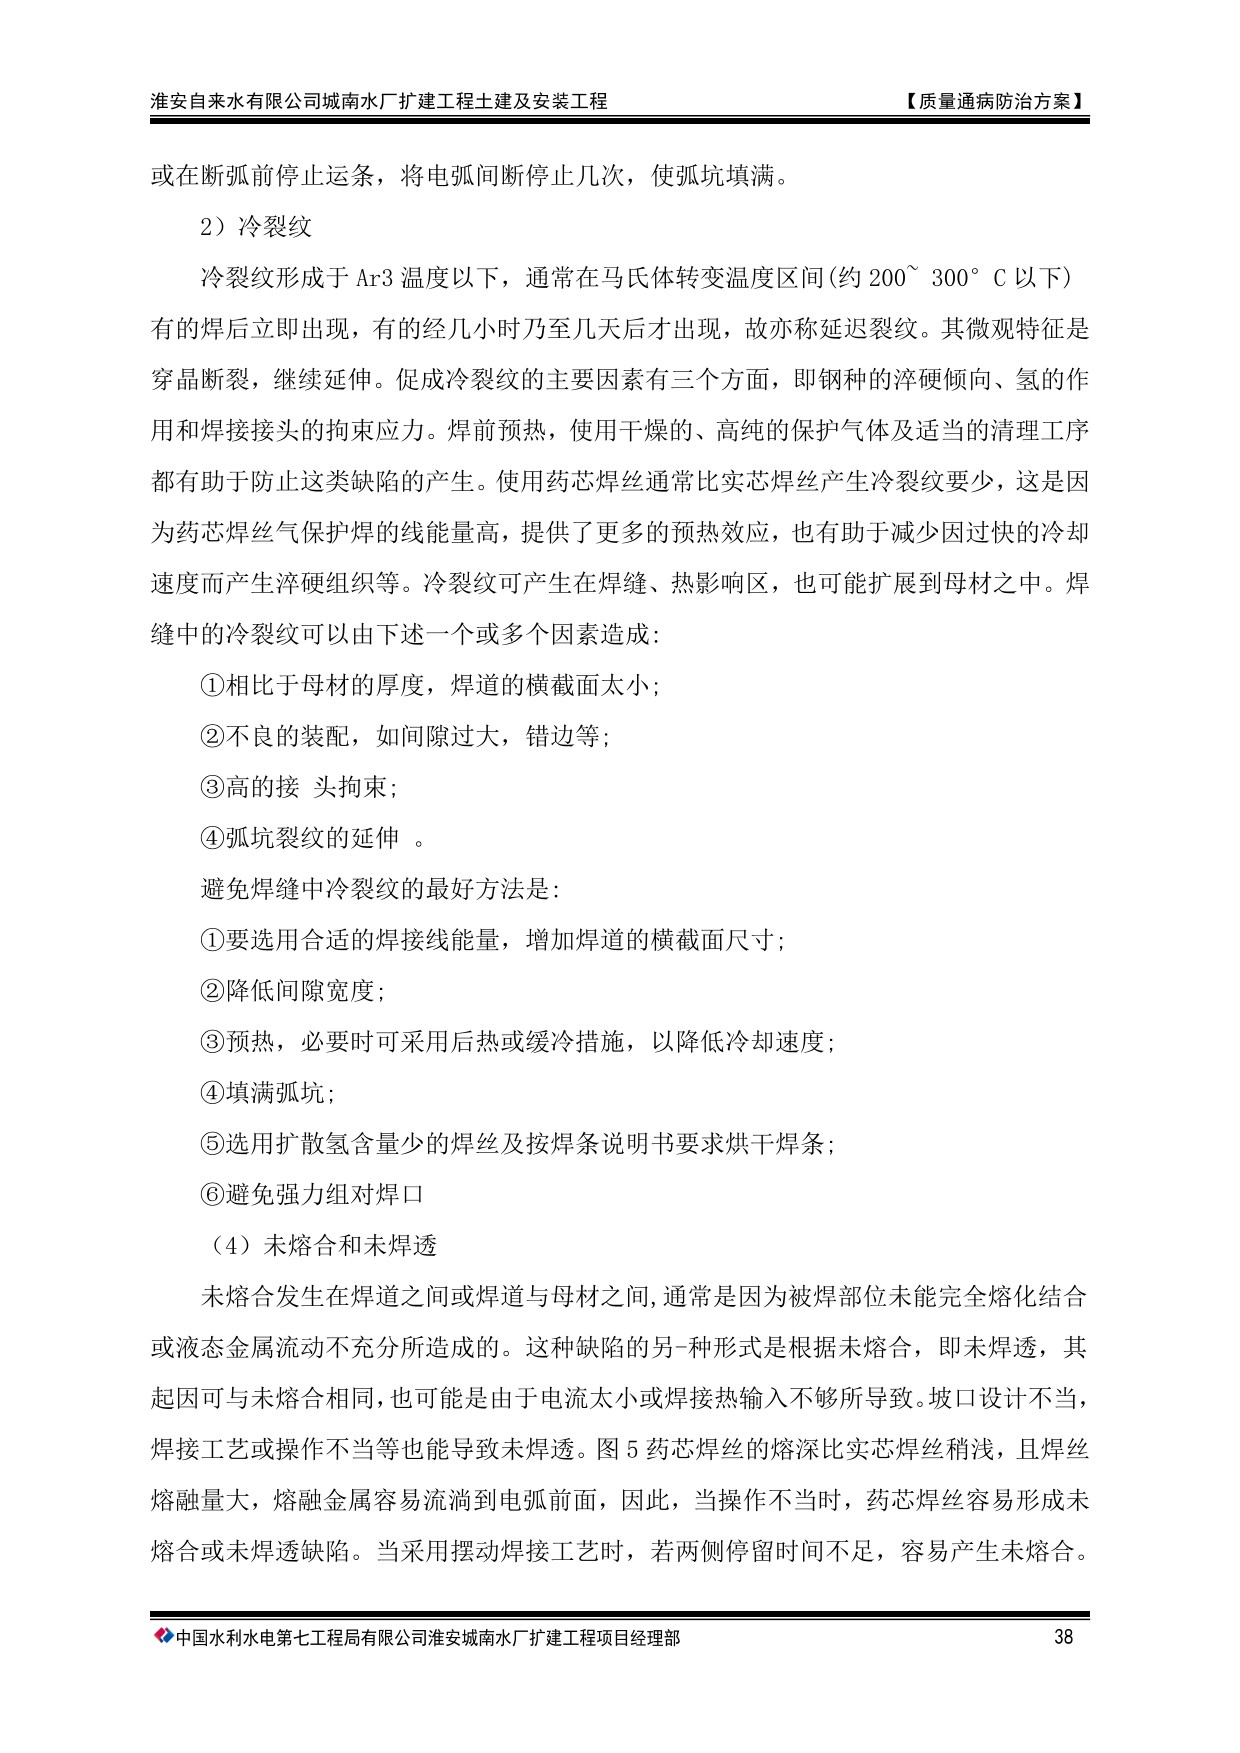 淮安自来水有限公司城南水厂扩建工程土建及安装工程 【质量通病防治方案】
或在断弧前停止运条，将电弧间断停止几次，使弧坑填满。
2）冷裂纹
冷裂纹形成于 Ar3 温度以下，通常在马氏体转变温度区间(约 200~ 300° C 以下)
有的焊后立即出现，有的经几小时乃至几天后才出现，故亦称延迟裂纹。其微观特征是
穿晶断裂，继续延伸。促成冷裂纹的主要因素有三个方面，即钢种的淬硬倾向、氢的作
用和焊接接头的拘束应力。焊前预热，使用干燥的、高纯的保护气体及适当的清理工序
都有助于防止这类缺陷的产生。使用药芯焊丝通常比实芯焊丝产生冷裂纹要少，这是因
为药芯焊丝气保护焊的线能量高，提供了更多的预热效应，也有助于减少因过快的冷却
速度而产生淬硬组织等。冷裂纹可产生在焊缝、热影响区，也可能扩展到母材之中。焊
缝中的冷裂纹可以由下述一个或多个因素造成:
①相比于母材的厚度，焊道的横截面太小;
②不良的装配，如间隙过大，错边等;
③高的接 头拘束;
④弧坑裂纹的延伸 。
避免焊缝中冷裂纹的最好方法是:
①要选用合适的焊接线能量，增加焊道的横截面尺寸;
②降低间隙宽度;
③预热，必要时可采用后热或缓冷措施，以降低冷却速度;
④填满弧坑;
⑤选用扩散氢含量少的焊丝及按焊条说明书要求烘干焊条;
⑥避免强力组对焊口
（4）未熔合和未焊透
未熔合发生在焊道之间或焊道与母材之间,通常是因为被焊部位未能完全熔化结合
或液态金属流动不充分所造成的。这种缺陷的另-种形式是根据未熔合，即未焊透，其
起因可与未熔合相同,也可能是由于电流太小或焊接热输入不够所导致。坡口设计不当，
焊接工艺或操作不当等也能导致未焊透。图 5 药芯焊丝的熔深比实芯焊丝稍浅，且焊丝
熔融量大，熔融金属容易流淌到电弧前面，因此，当操作不当时，药芯焊丝容易形成未
熔合或未焊透缺陷。当采用摆动焊接工艺时，若两侧停留时间不足，容易产生未熔合。
中国水利水电第七工程局有限公司淮安城南水厂扩建工程项目经理部 38